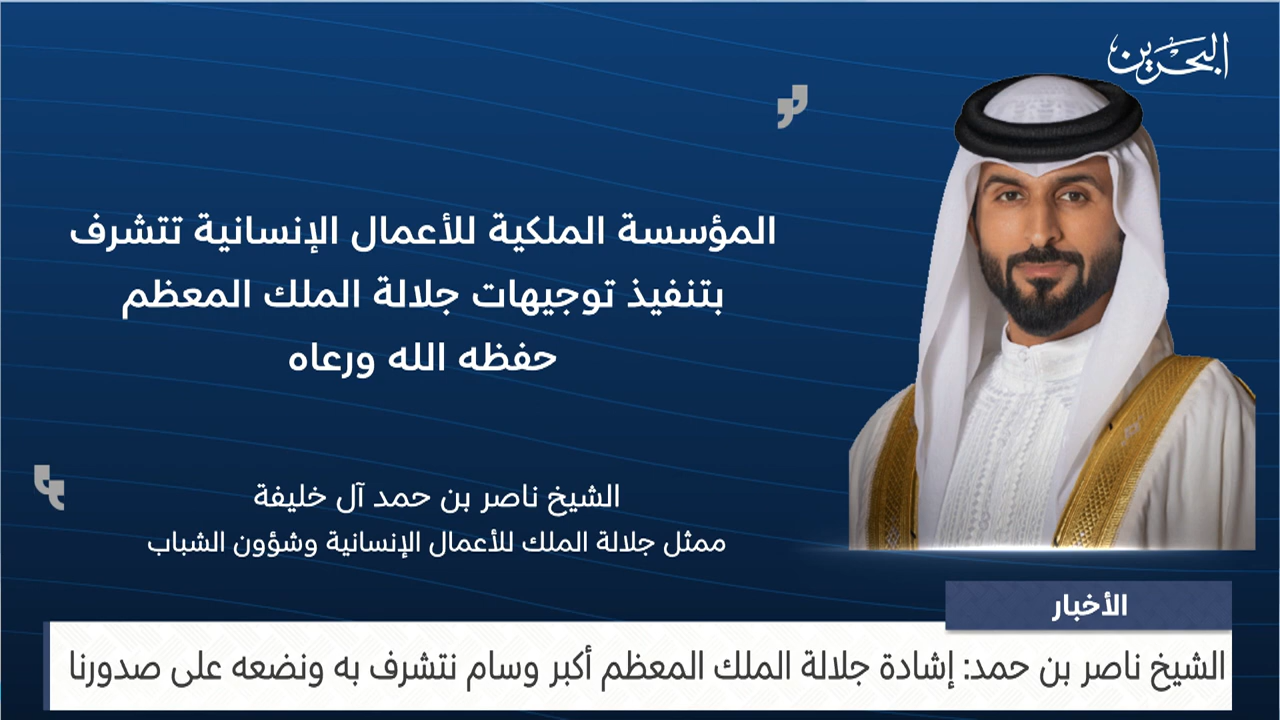 البحرين
المؤسسة الملكية للأعمال الإنسانية تتشرف
بتنفيذ توجيهات جلالة الملك المعظم
حفظه الله ورعاه
الشيخ ناصر بن حمد آل خليفة
ممثل جلالة الملك للأعمال الإنسانية وشؤون الشباب
الأخبار
الشيخ ناصر بن حمد: إشادة جلالة الملك المعظم أكبر وسام نتشرف به ونضعه على صدورنا